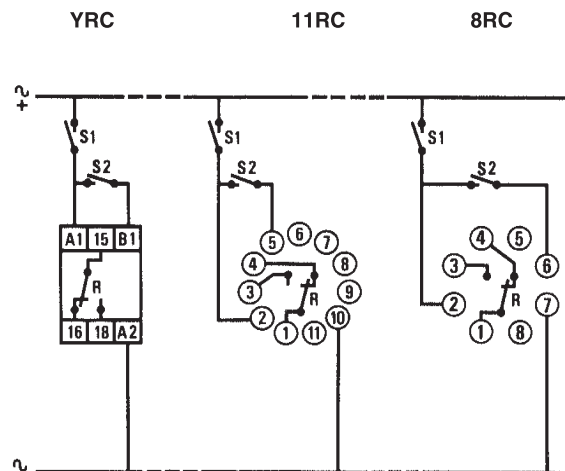 YRC 11RC 8RC
+
S1 S1 S1
S2 S2 S2
A1 15 B1
R
16 18 A2
5 6 7
4 8
3 R 9
2 10
1 11
4 5
3 6
2 R 7
1 8